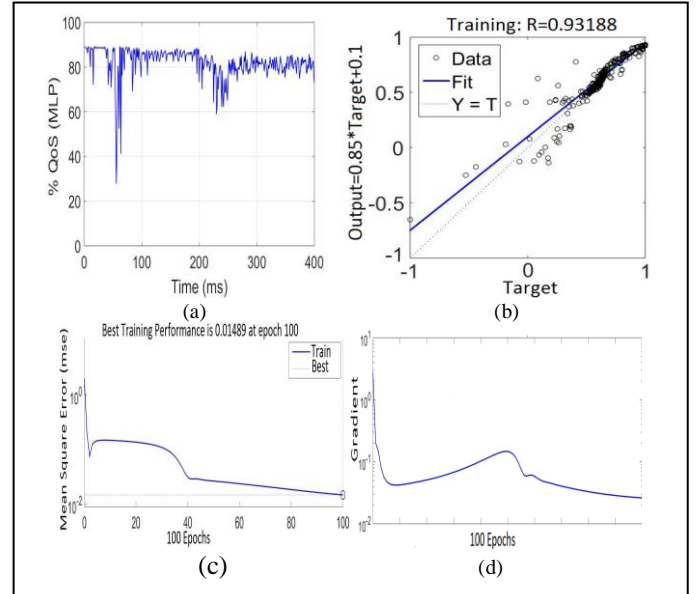 100
80
60
40
20
0
% QoS (MLP)
0 100 200 300 400
Time (ms)
(a)
Training: R=0.93188
Data
Fit
Y = T
1
0.5
0
-0.5
-1
Output=0.85*Target+0.1
-1 0 1
Target
(b)
Best Training Performance is 0.01489 at epoch 100
Train
Best
10^0
10^-2
Mean Square Error (mse)
0 20 40 60 80 100
100 Epochs
(c)
10^1
10^0
10^-1
10^-2
Gradient
100 Epochs
(d)